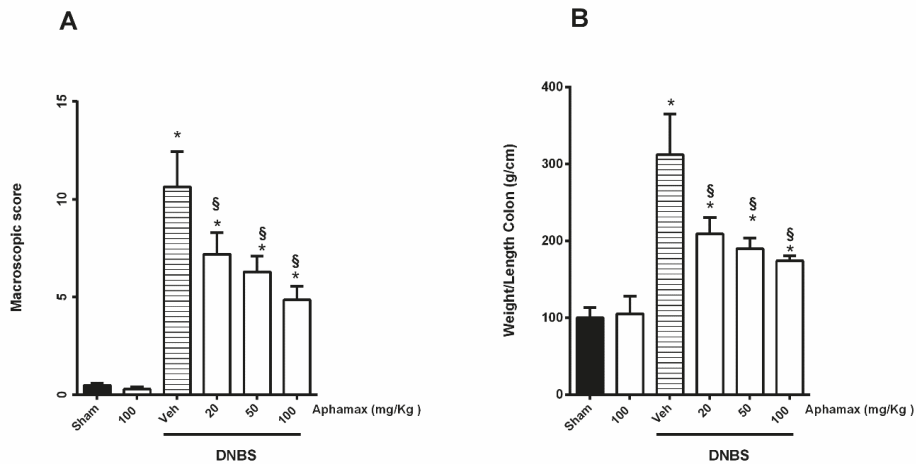 A
Macroscopic score
15
10
5
0
*
§
*
§
*
§
*
Sham
100
Veh
20
50
100
Aphamax (mg/Kg )
DNBS
B
Weight/Length Colon (g/cm)
400
300
200
100
0
*
§
*
§
*
§
*
Sham
100
Veh
20
50
100
Aphamax (mg/Kg )
DNBS